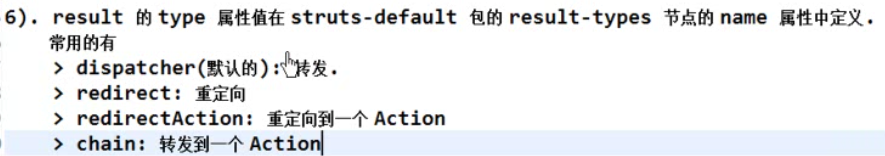 6). result 的 type 属性值在 struts-default 包的 result-types 节点的 name 属性中定义.
常用的有
> dispatcher(默认的): 转发.
> redirect: 重定向
> redirectAction: 重定向到一个 Action
> chain: 转发到一个 Action